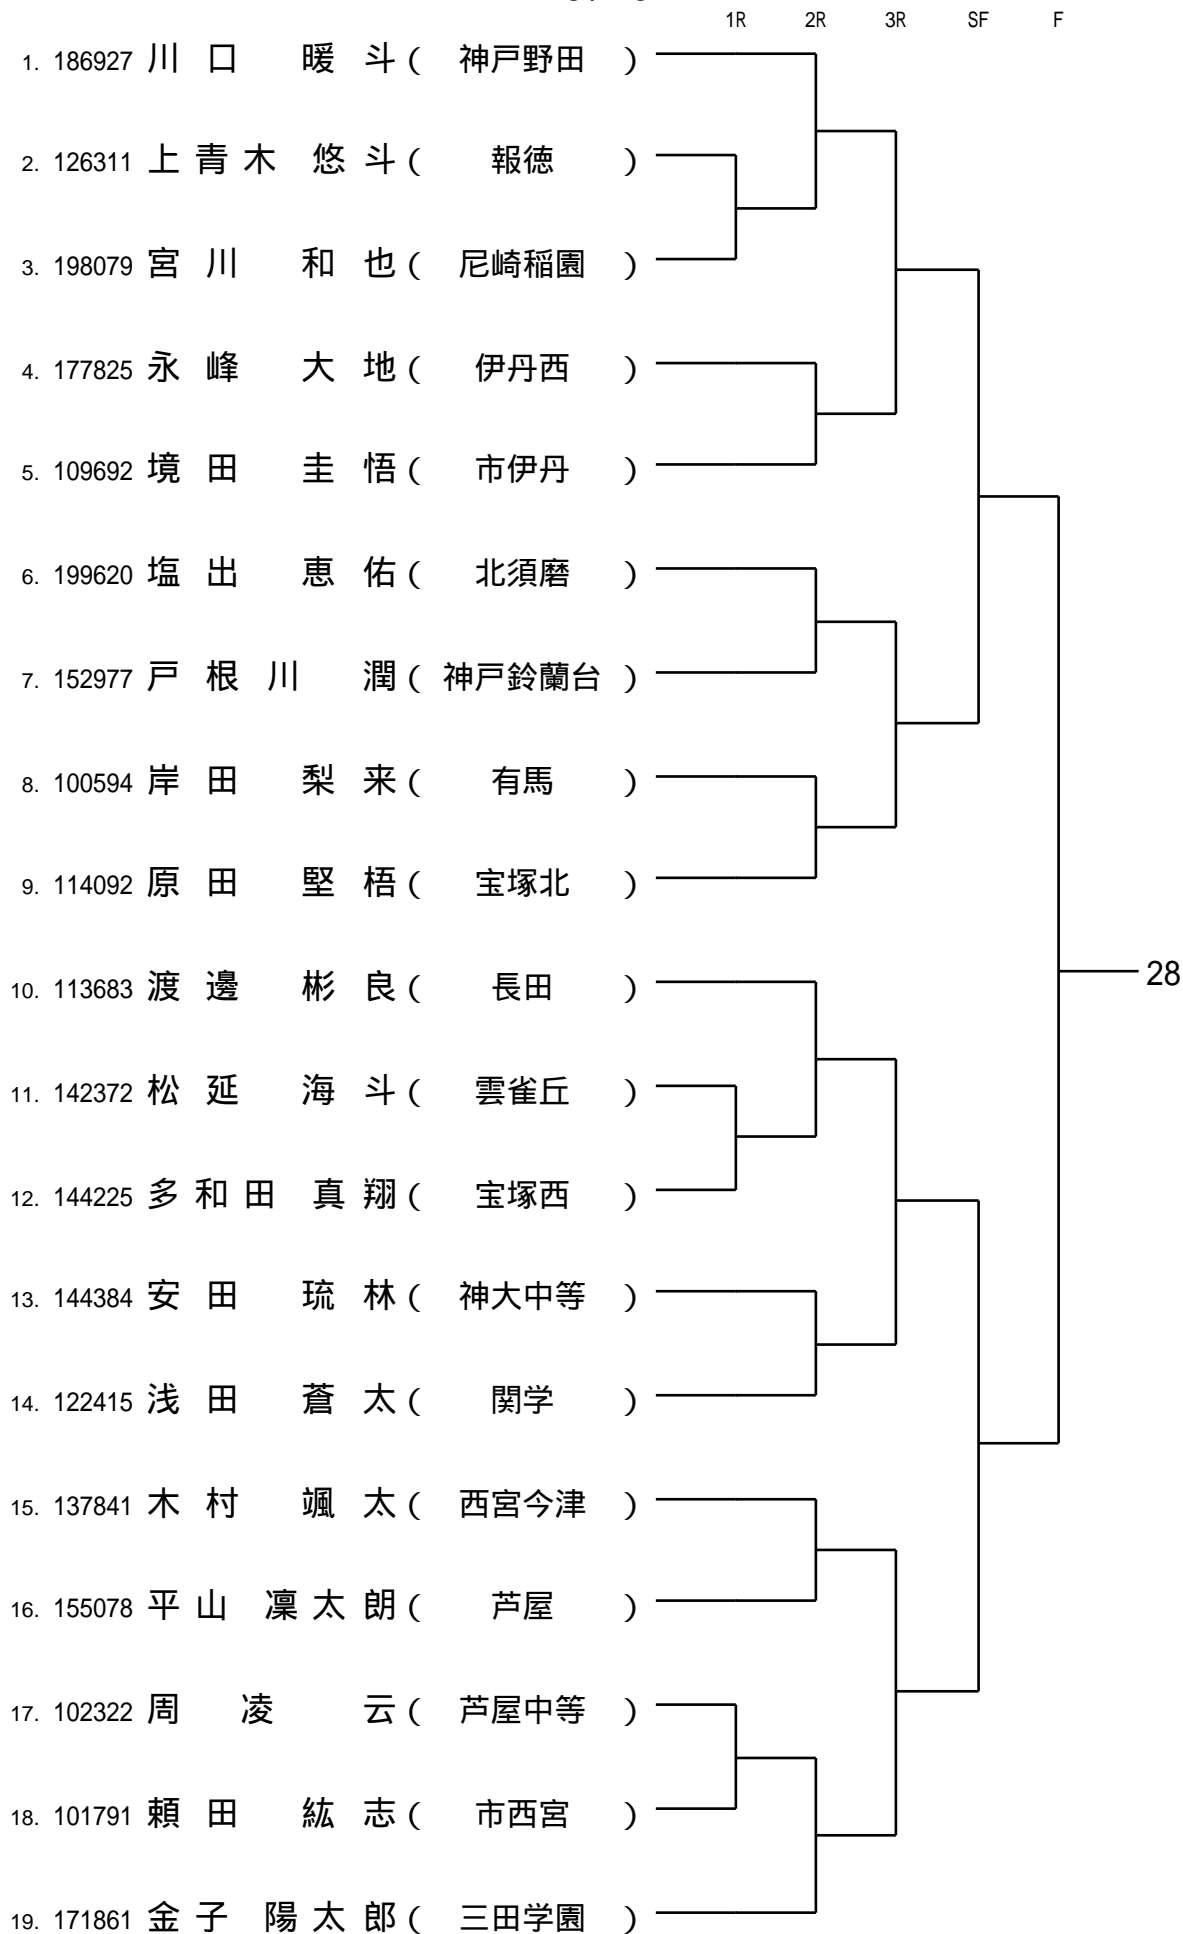 1R 2R 3R SF F
1. 186927 川口 暖斗 ( 神戸野田 )
2. 126311 上青木 悠斗 ( 報徳 )
3. 198079 宮川 和也 ( 尼崎稲園 )
4. 177825 永峰 大地 ( 伊丹西 )
5. 109692 境田 圭悟 ( 市伊丹 )
6. 199620 塩出 恵佑 ( 北須磨 )
7. 152977 戸根川 潤 ( 神戸鈴蘭台 )
8. 100594 岸田 梨来 ( 有馬 )
9. 114092 原田 堅梧 ( 宝塚北 )
10. 113683 渡邊 彬良 ( 長田 )
28
11. 142372 松延 海斗 ( 雲雀丘 )
12. 144225 多和田 真翔 ( 宝塚西 )
13. 144384 安田 琉林 ( 神大中等 )
14. 122415 浅田 蒼太 ( 関学 )
15. 137841 木村 颯太 ( 西宮今津 )
16. 155078 平山 凜太朗 ( 芦屋 )
17. 102322 周 凌云 ( 芦屋中等 )
18. 101791 頼田 紘志 ( 市西宮 )
19. 171861 金子 陽太郎 ( 三田学園 )